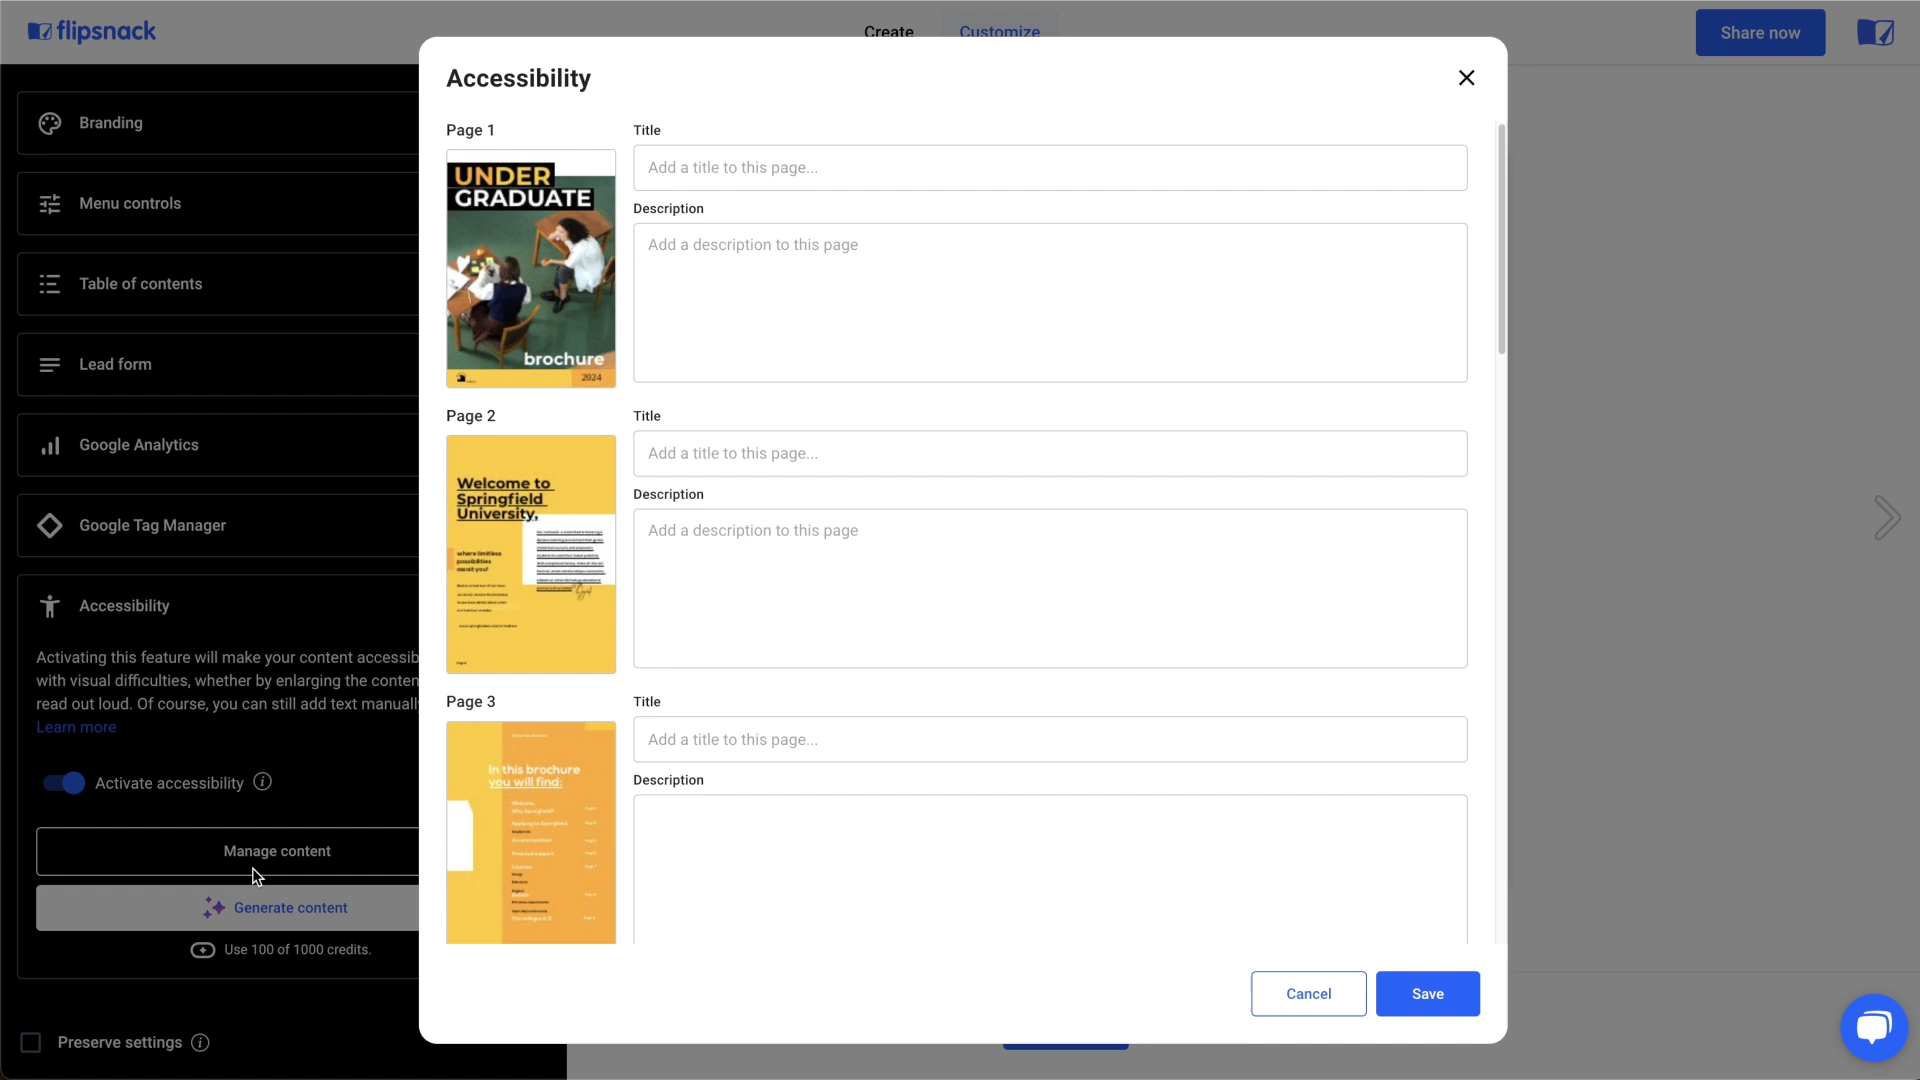 flipsnack
Create
Customize
Share now
Branding
Menu controls
Table of contents
Lead form
Google Analytics
Google Tag Manager
Accessibility
Activating this feature will make your content accessib
with visual difficulties, whether by enlarging the conten
read out loud. Of course, you can still add text manuall
Learn more
Activate accessibility
Manage content
Generate content
Use 100 of 1000 credits.
Preserve settings
Accessibility
Page 1
UNDER
GRADUATE
brochure
2024
Title
Add a title to this page...
Description
Add a description to this page
Page 2
Welcome to
Springfield
University,
where limitless
possibilities
await you!
Title
Add a title to this page...
Description
Add a description to this page
Page 3
In this brochure
you will find:
Title
Add a title to this page...
Description
Cancel
Save